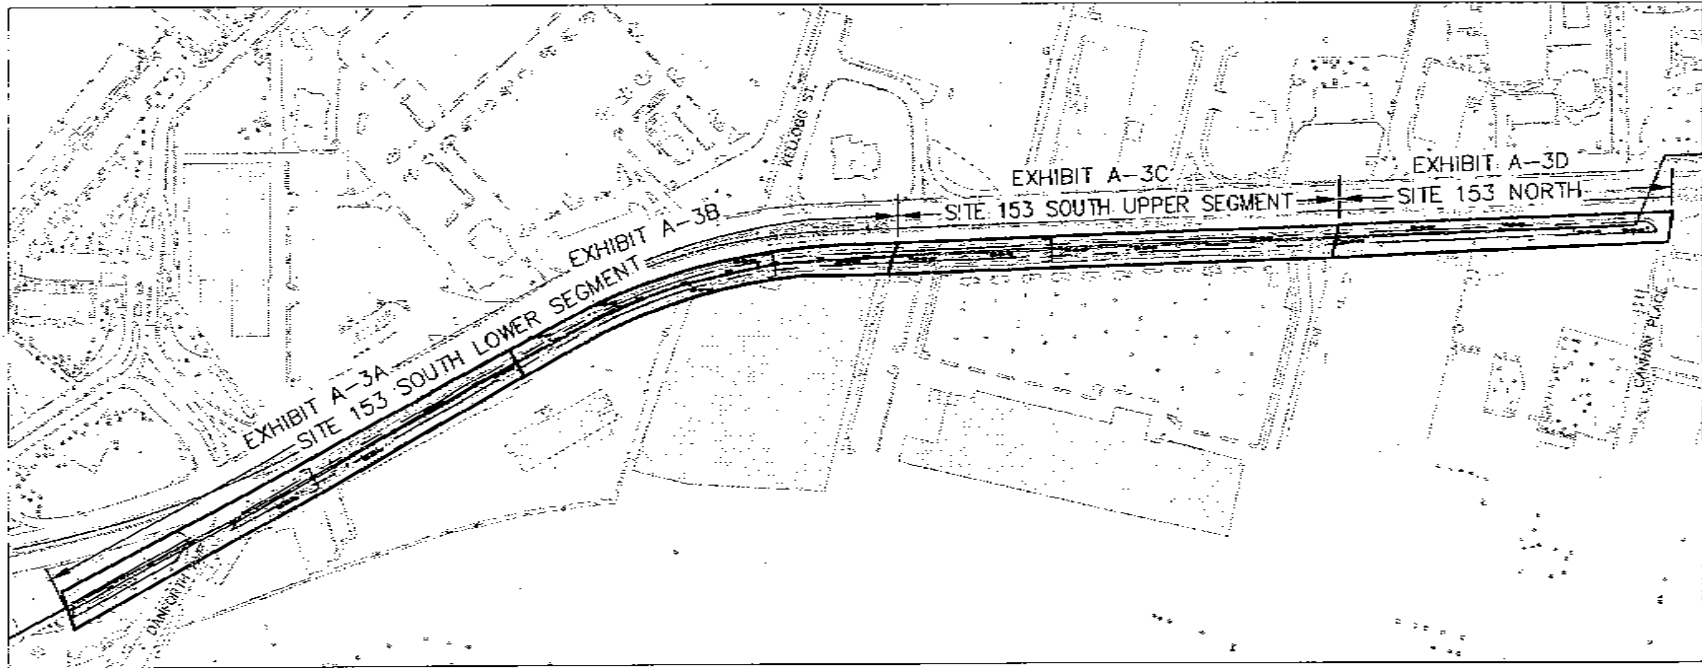 KELLOGG ST.
EXHIBIT A-3A
SITE 153 SOUTH LOWER SEGMENT
EXHIBIT A-3B
EXHIBIT A-3C
SITE 153 SOUTH UPPER SEGMENT
EXHIBIT A-3D
SITE 153 NORTH
CANNON PLACE
DANFORTH